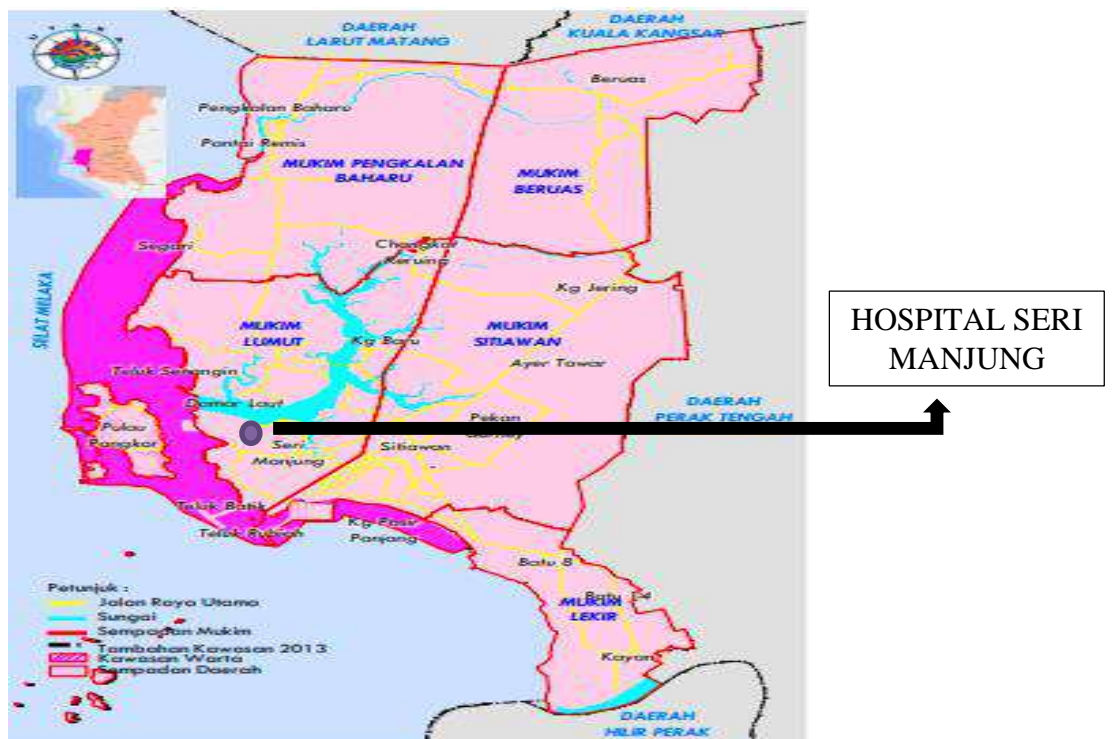 DAERAH
LARUT MATANG
DAERAH
KUALA KANGSAR
Beruas
Pengkalan Baharu
Pantai Remis
MUKIM PENGKALAN
BAHARU
MUKIM
BERUAS
Segari
Changkat
Keruing
Kg Jering
SELAT MELAKA
MUKIM
LUMUT
Kg Baru
MUKIM
SITIAWAN
Ayer Tawar
Teluk Senangin
Damar Laut
DAERAH
PERAK TENGAH
Pulau
Pangkor
Pekan
Seri
Manjung
Sitiawan
HOSPITAL SERI
MANJUNG
Teluk Batik
Teluk Rubiah
Kg Pasir
Panjang
Batu 8
Batu 14
MUKIM
LEKIR
Kayan
Petunjuk :
Jalan Raya Utama
Sungai
Sempadan Mukim
Tambahan Kawasan 2013
Kawasan Warta
Sempadan Daerah
DAERAH
HILIR PERAK